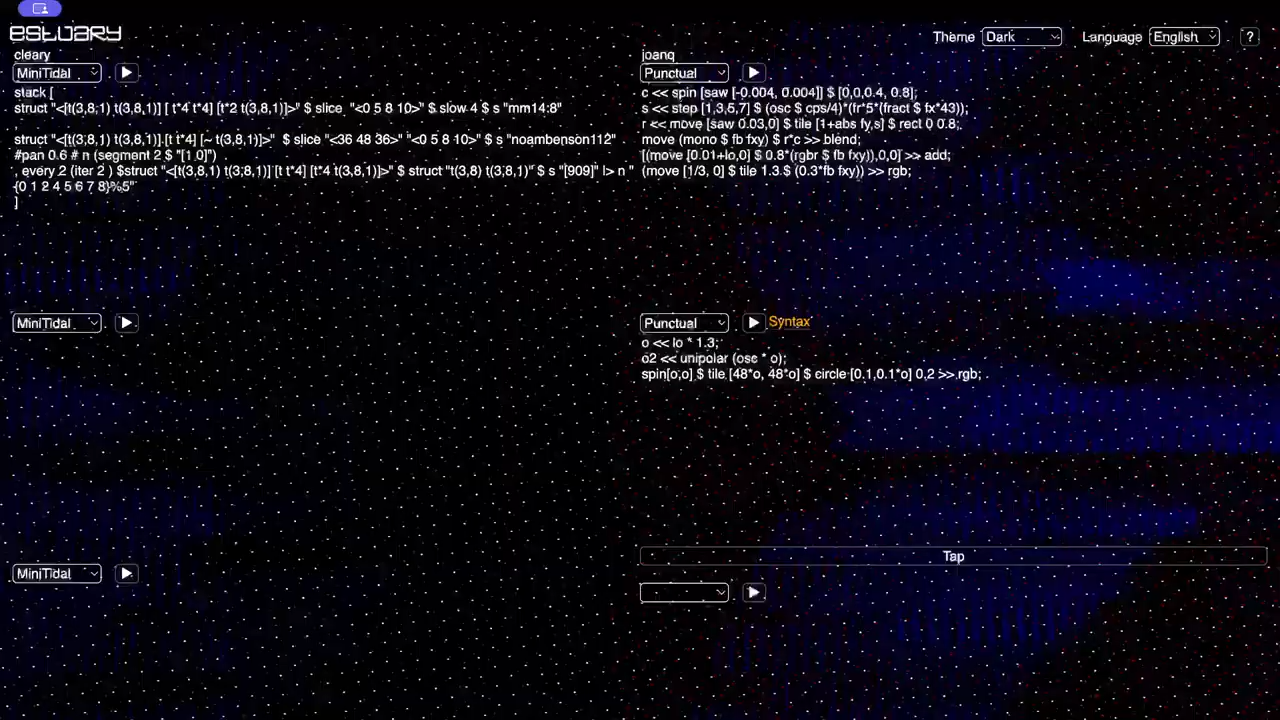 ESTUARY
Theme Dark Language English ?
cleary
MiniTidal
stack [
struct "<[t(3,8,1) t(3,8,1)] [ t*4 t*4] [t*2 t(3,8,1)]>" $ slice "<0 5 8 10>" $ slow 4 $ s "mm14:8"
,
struct "<[t(3,8,1) t(3,8,1)].[t t*4] [~ t(3,8,1)]>" $ slice "<36 48 36>" "<0 5 8 10>" $ s "noambenson112"
#pan 0.6 # n (segment 2 $ "[1 0]")
, every 2 (iter 2 ) $struct "<[t(3,8,1) t(3,8,1)] [t t*4] [t*4 t(3,8,1)]>" $ struct "t(3,8) t(3,8,1)" $ s "[909]" |> n "
{0 1 2 4 5 6 7 8}%5"
]
MiniTidal
MiniTidal
joanq
Punctual
c << spin [saw [-0.004, 0.004]] $ [0,0,0.4, 0.8];
s << step [1,3,5,7] $ (osc $ cps/4)*(fr*5*(fract $ fx*43));
r << move [saw 0.03,0] $ tile [1+abs fy,s] $ rect 0 0.8;
move (mono $ fb fxy) $ r*c >> blend;
[(move [0.01+lo,0] $ 0.8*(rgbr $ fb fxy)),0,0] >> add;
(move [1/3, 0] $ tile 1.3 $ (0.3*fb fxy)) >> rgb;
Punctual Syntax
o << lo * 1.3;
o2 << unipolar (osc * o);
spin[o,o] $ tile [48*o, 48*o] $ circle [0.1,0.1*o] 0.2 >> rgb;
Tap